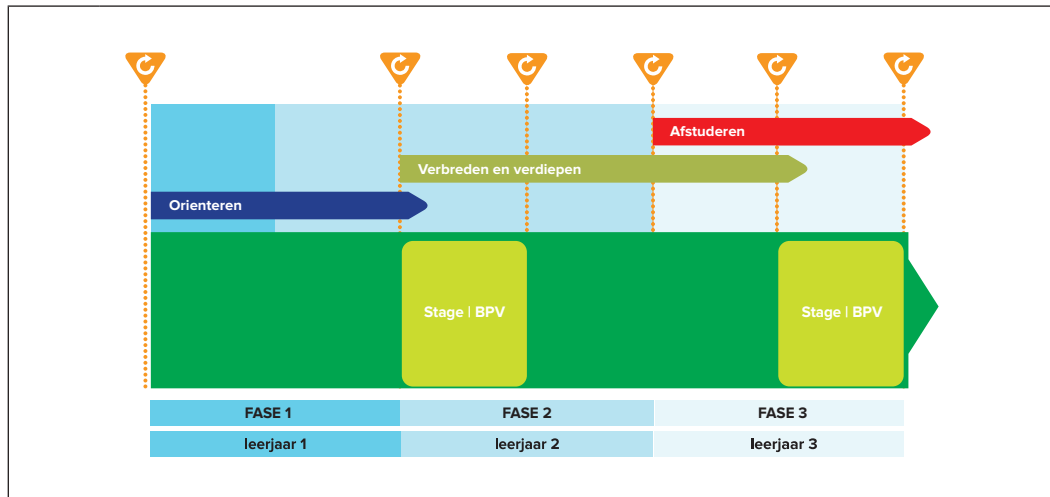 Afstuderen
Verbreden en verdiepen
Orienteren
Stage | BPV
Stage | BPV
FASE 1
FASE 2
FASE 3
leerjaar 1
leerjaar 2
leerjaar 3